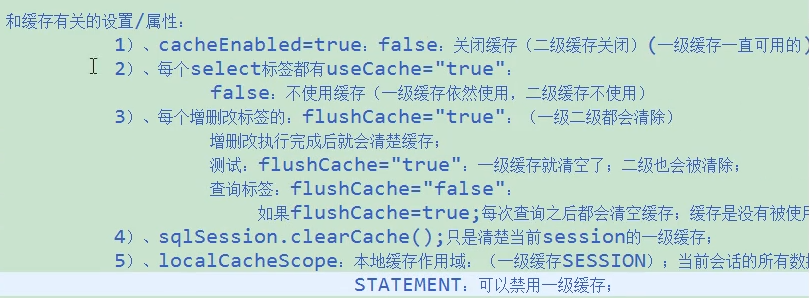 和缓存有关的设置/属性：
1）、cacheEnabled=true：false：关闭缓存（二级缓存关闭）(一级缓存一直可用的)
2）、每个select标签都有useCache="true"：
false：不使用缓存（一级缓存依然使用，二级缓存不使用）
3）、每个增删改标签的：flushCache="true"：（一级二级都会清除）
增删改执行完成后就会清楚缓存；
测试：flushCache="true"：一级缓存就清空了；二级也会被清除；
查询标签：flushCache="false"：
如果flushCache=true;每次查询之后都会清空缓存；缓存是没有被使用
4）、sqlSession.clearCache();只是清楚当前session的一级缓存；
5）、localCacheScope：本地缓存作用域：（一级缓存SESSION）；当前会话的所有数
STATEMENT：可以禁用一级缓存；